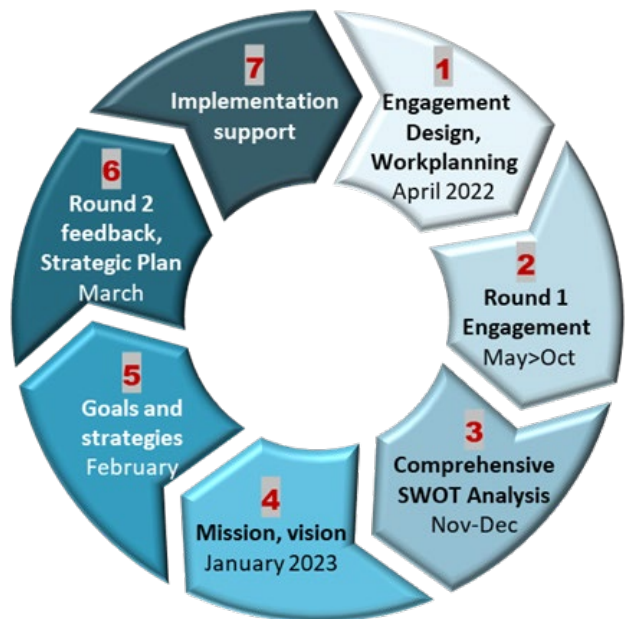 1
Engagement
Design,
Workplanning
April 2022
2
Round 1
Engagement
May>Oct
3
Comprehensive
SWOT Analysis
Nov-Dec
4
Mission, vision
January 2023
5
Goals and
strategies
February
6
Round 2
feedback,
Strategic Plan
March
7
Implementation
support